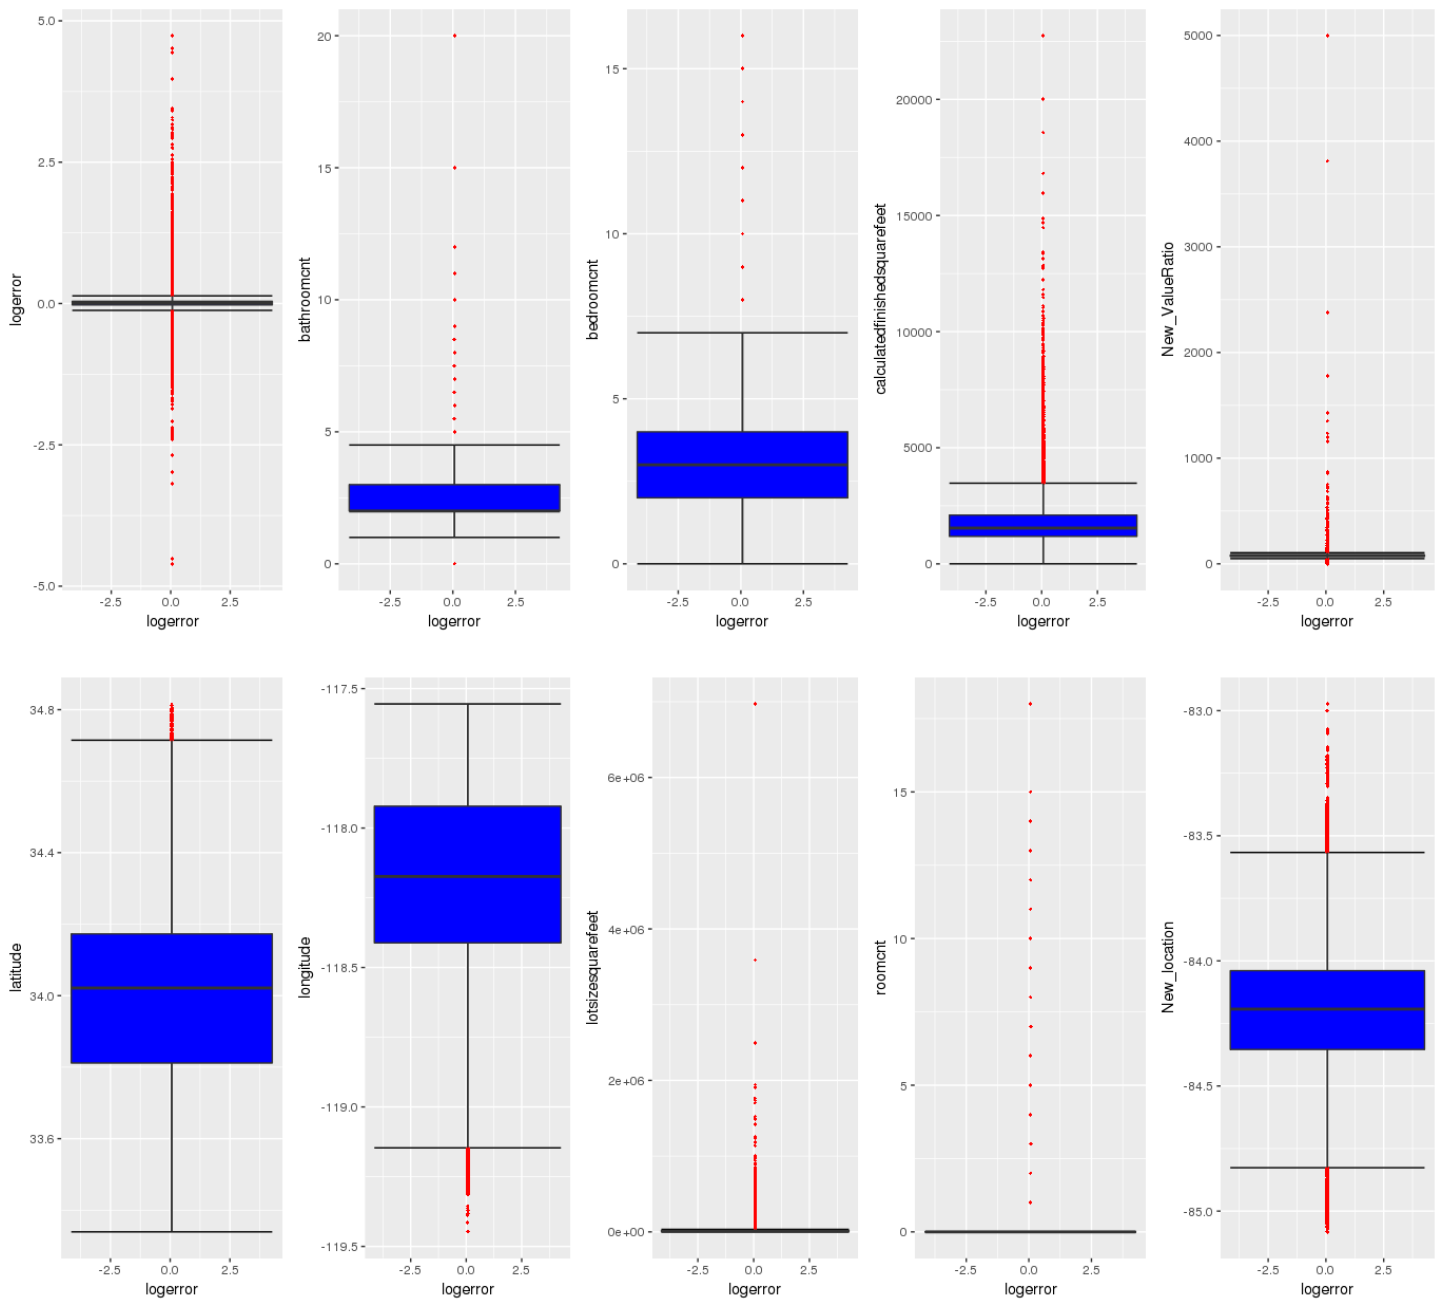 logerror
5.0
2.5
0.0
-2.5
-5.0
-2.5 0.0 2.5
logerror
bathroomcnt
20
15
10
5
0
-2.5 0.0 2.5
logerror
bedroomcnt
15
10
5
0
-2.5 0.0 2.5
logerror
calculatedfinishedsquarefeet
20000
15000
10000
5000
0
-2.5 0.0 2.5
logerror
New_ValueRatio
5000
4000
3000
2000
1000
0
-2.5 0.0 2.5
logerror
latitude
34.8
34.4
34.0
33.6
-2.5 0.0 2.5
logerror
longitude
-117.5
-118.0
-118.5
-119.0
-119.5
-2.5 0.0 2.5
logerror
lotsizesquarefeet
6e+06
4e+06
2e+06
0e+00
-2.5 0.0 2.5
logerror
roomcnt
15
10
5
0
-2.5 0.0 2.5
logerror
New_location
-83.0
-83.5
-84.0
-84.5
-85.0
-2.5 0.0 2.5
logerror